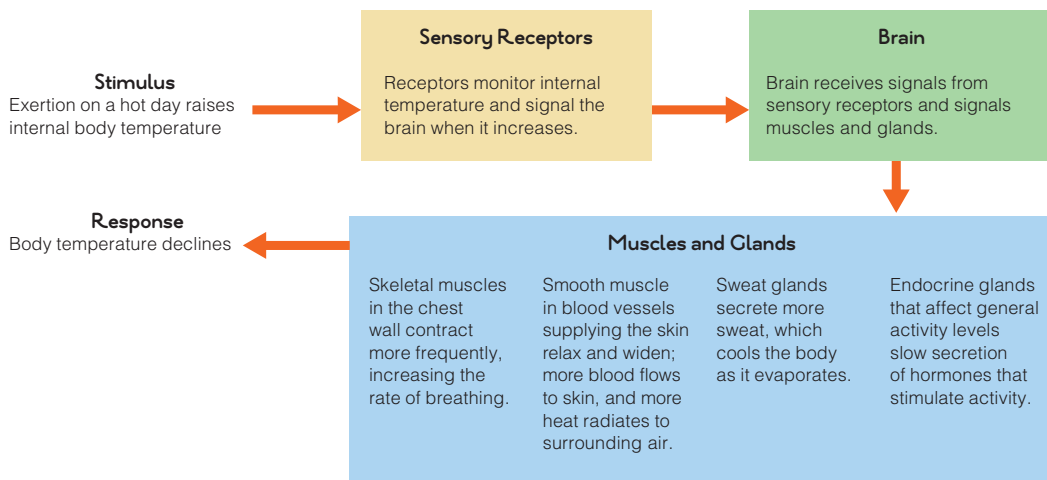 Stimulus
Exertion on a hot day raises
internal body temperature
Sensory Receptors
Receptors monitor internal
temperature and signal the
brain when it increases.
Brain
Brain receives signals from
sensory receptors and signals
muscles and glands.
Response
Body temperature declines
Muscles and Glands
Skeletal muscles
in the chest
wall contract
more frequently,
increasing the
rate of breathing.
Smooth muscle
in blood vessels
supplying the skin
relax and widen;
more blood flows
to skin, and more
heat radiates to
surrounding air.
Sweat glands
secrete more
sweat, which
cools the body
as it evaporates.
Endocrine glands
that affect general
activity levels
slow secretion
of hormones that
stimulate activity.